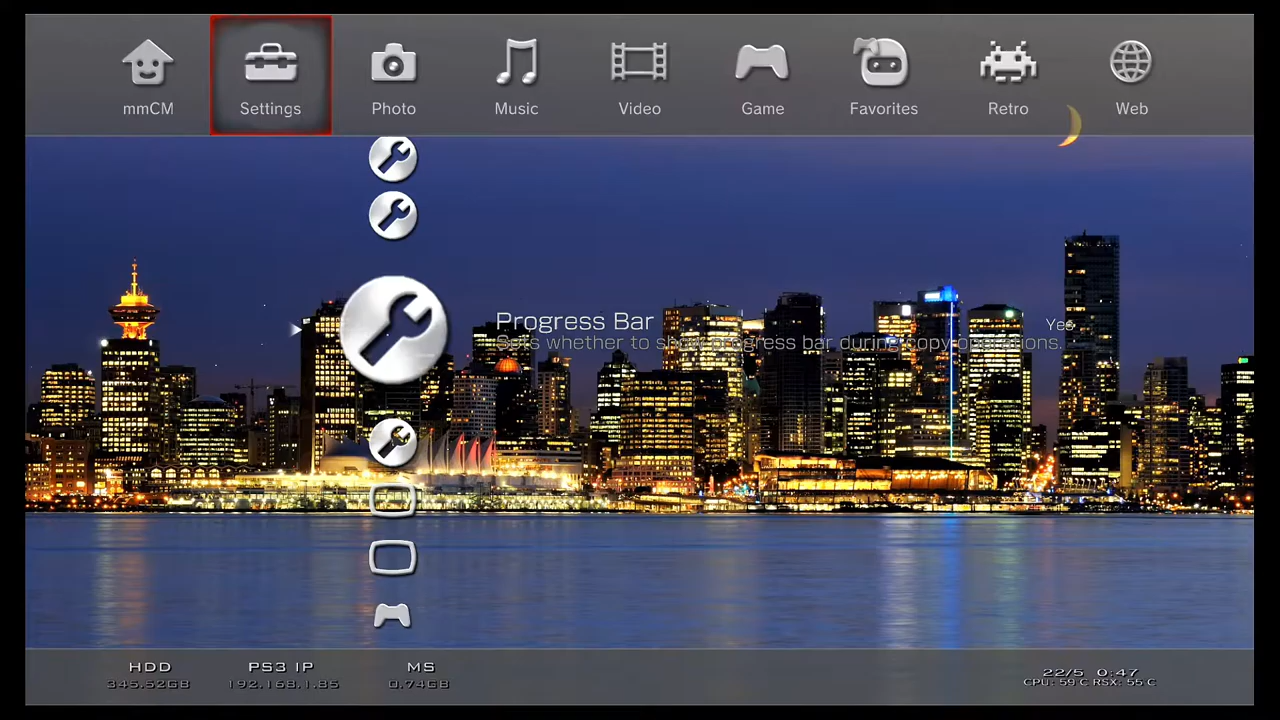 mmCM
Settings
Photo
Music
Video
Game
Favorites
Retro
Web
Progress Bar
Yes
Sets whether to show progress bar during copy operations.
HDD
345.52GB
PS3 IP
192.168.1.85
MS
0.74GB
22/5 0:47
CPU: 59 C RSX: 55 C